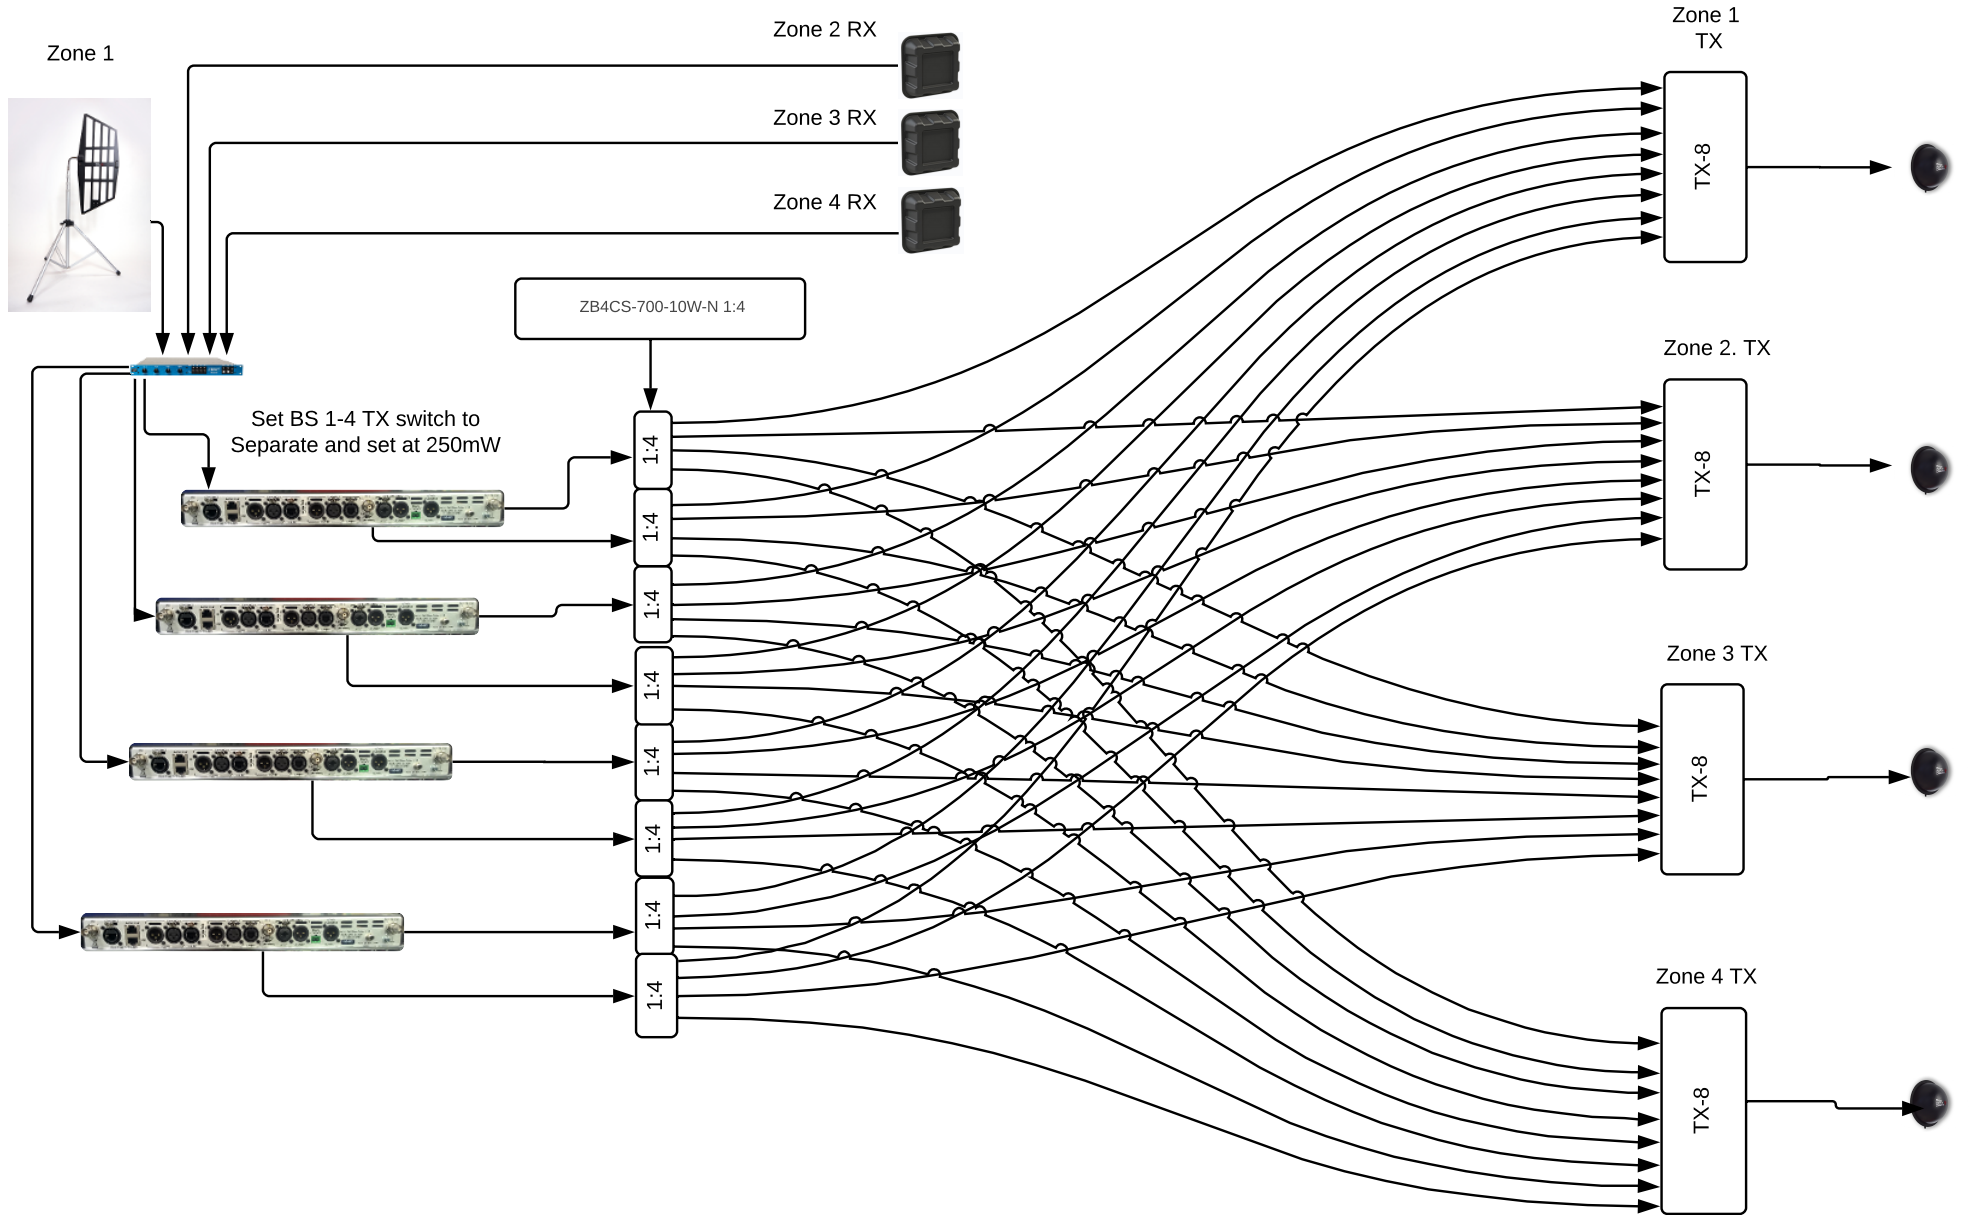 Zone 1
Zone 2 RX
Zone 3 RX
Zone 4 RX
ZB4CS-700-10W-N 1:4
Set BS 1-4 TX switch to
Separate and set at 250mW
1:4
1:4
1:4
1:4
1:4
1:4
1:4
1:4
Zone 1
TX
TX-8
Zone 2. TX
TX-8
Zone 3 TX
TX-8
Zone 4 TX
TX-8